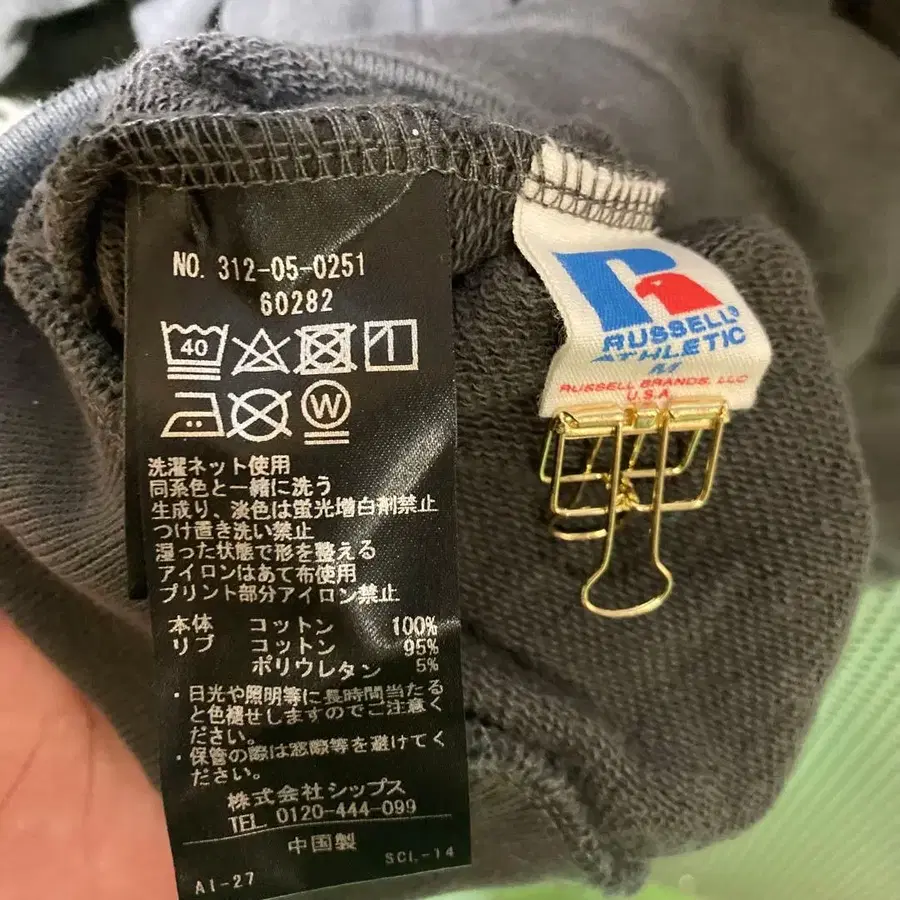 NO. 312-05-0251
60282
40
W
洗濯ネット使用
同系色と一緒に洗う
生成り、淡色は蛍光増白剤禁止
つけ置き洗い禁止
湿った状態で形を整える
アイロンはあて布使用
プリント部分アイロン禁止
本体 コットン 100%
リブ コットン 95%
ポリウレタン 5%
・日光や照明等に長時間当たる
と色褪せしますのでご注意く
ださい。
・保管の際は窓際等を避けてく
ださい。
株式会社シップス
TEL 0120-444-099
中国製
AI-27 SCL-14
R
RUSSELL®
ATHLETIC
M
RUSSELL BRANDS, LLC
U.S.A.